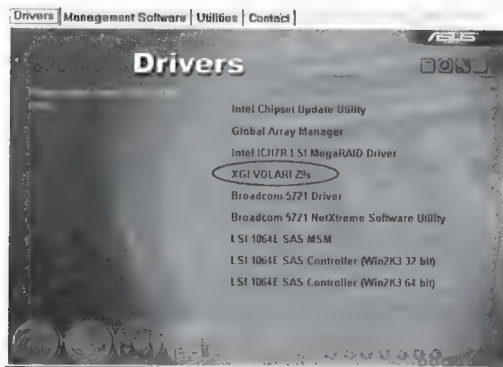 Drivers Management Software Utilities Contact
ASUS
Drivers
Intel Chipset Update Utility
Global Array Manager
Intel ICH7R LSI MegaRAID Driver
XGI VOLARI Z9s
Broadcom 5721 Driver
Broadcom 5721 NetXtreme Software Utility
LSI 1064E SAS MSM
LSI 1064E SAS Controller (Win2K3 32 bit)
LSI 1064E SAS Controller (Win2K3 64 bit)